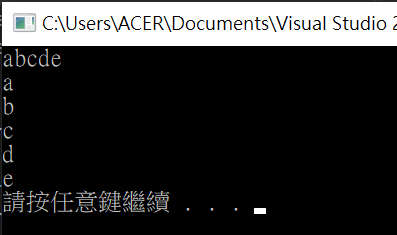 C:\Users\ACER\Documents\Visual Studio 2
abcde
a
b
c
d
e
請按任意鍵繼續 . . .